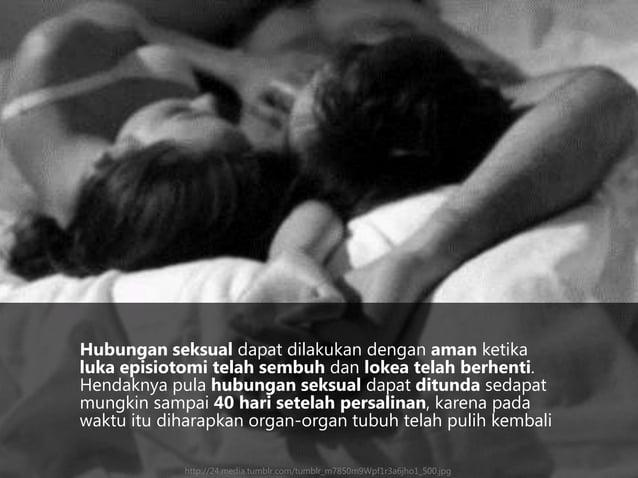 Hubungan seksual dapat dilakukan dengan aman ketika
luka episiotomi telah sembuh dan lokea telah berhenti.
Hendaknya pula hubungan seksual dapat ditunda sedapat
mungkin sampai 40 hari setelah persalinan, karena pada
waktu itu diharapkan organ-organ tubuh telah pulih kembali
http://24.media.tumblr.com/tumblr_m7850m9Wpf1r3a6jho1_500.jpg